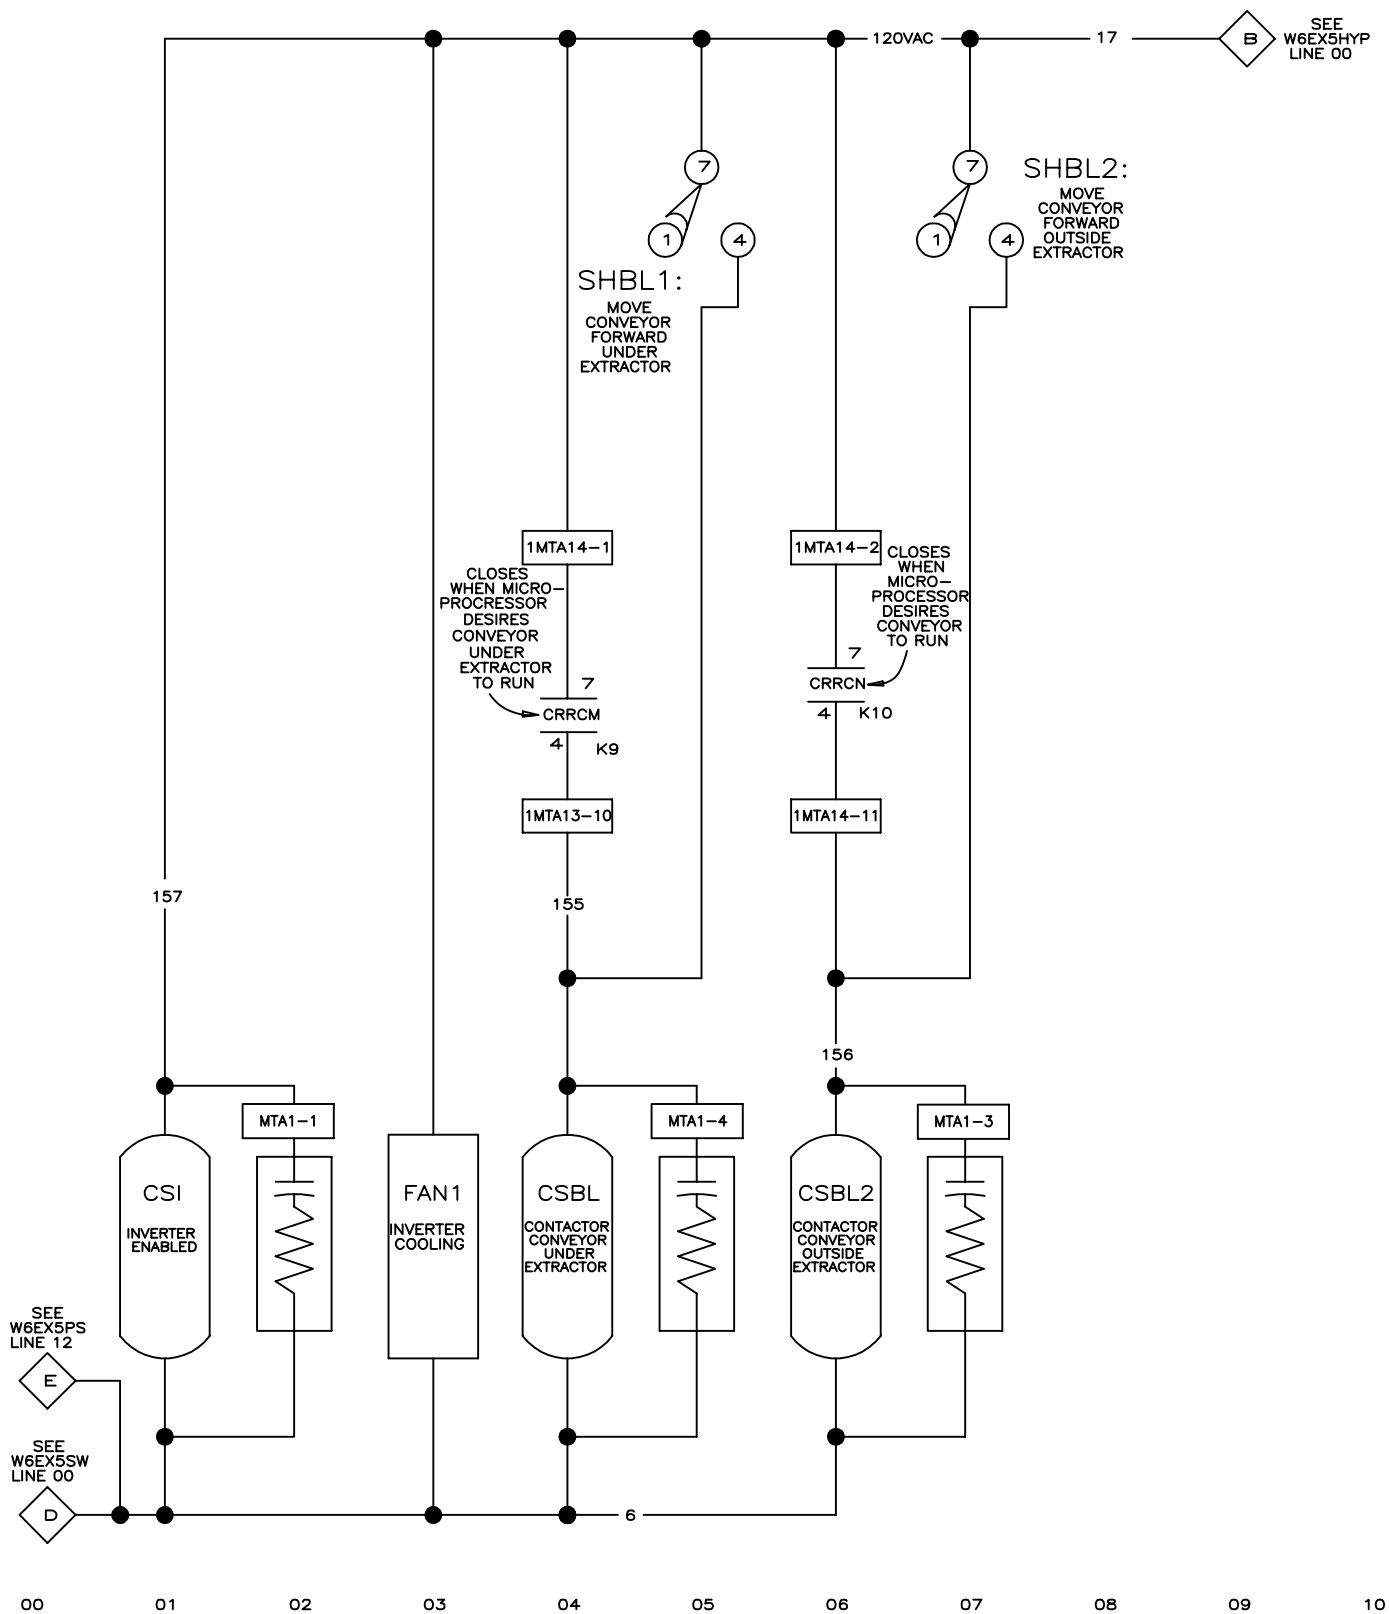 120VAC
17
B
SEE
W6EX5HYP
LINE 00
7
1
4
SHBL1:
MOVE
CONVEYOR
FORWARD
UNDER
EXTRACTOR
7
1
4
SHBL2:
MOVE
CONVEYOR
FORWARD
OUTSIDE
EXTRACTOR
1MTA14-1
CLOSES
WHEN MICRO-
PROCRESSOR
DESIRES
CONVEYOR
UNDER
EXTRACTOR
TO RUN
7
CRRCM
4
K9
1MTA13-10
155
1MTA14-2
CLOSES
WHEN
MICRO-
PROCESSOR
DESIRES
CONVEYOR
TO RUN
7
CRRCN
4
K10
1MTA14-11
157
156
MTA1-1
MTA1-4
MTA1-3
CSI
INVERTER
ENABLED
FAN1
INVERTER
COOLING
CSBL
CONTACTOR
CONVEYOR
UNDER
EXTRACTOR
CSBL2
CONTACTOR
CONVEYOR
OUTSIDE
EXTRACTOR
SEE
W6EX5PS
LINE 12
E
SEE
W6EX5SW
LINE 00
D
6
00 01 02 03 04 05 06 07 08 09 10